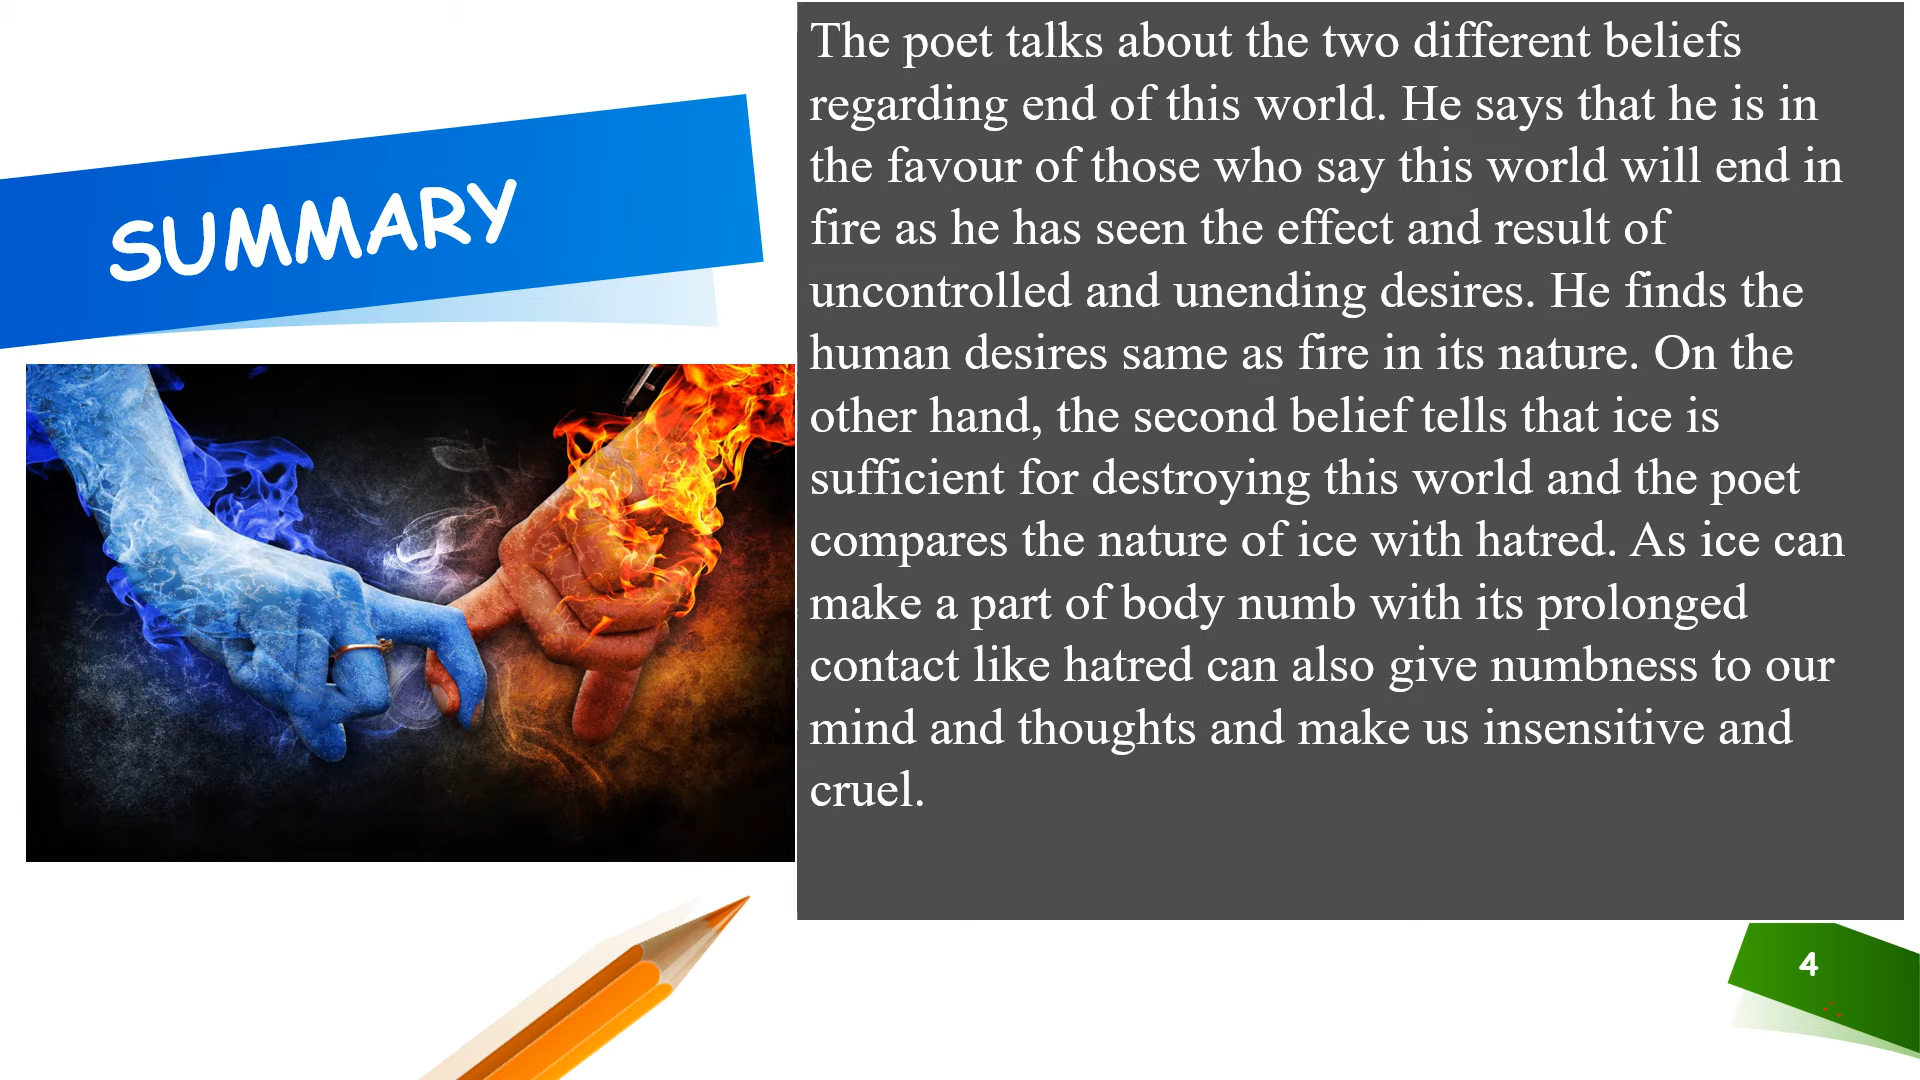 SUMMARY
The poet talks about the two different beliefs
regarding end of this world. He says that he is in
the favour of those who say this world will end in
fire as he has seen the effect and result of
uncontrolled and unending desires. He finds the
human desires same as fire in its nature. On the
other hand, the second belief tells that ice is
sufficient for destroying this world and the poet
compares the nature of ice with hatred. As ice can
make a part of body numb with its prolonged
contact like hatred can also give numbness to our
mind and thoughts and make us insensitive and
cruel.
4